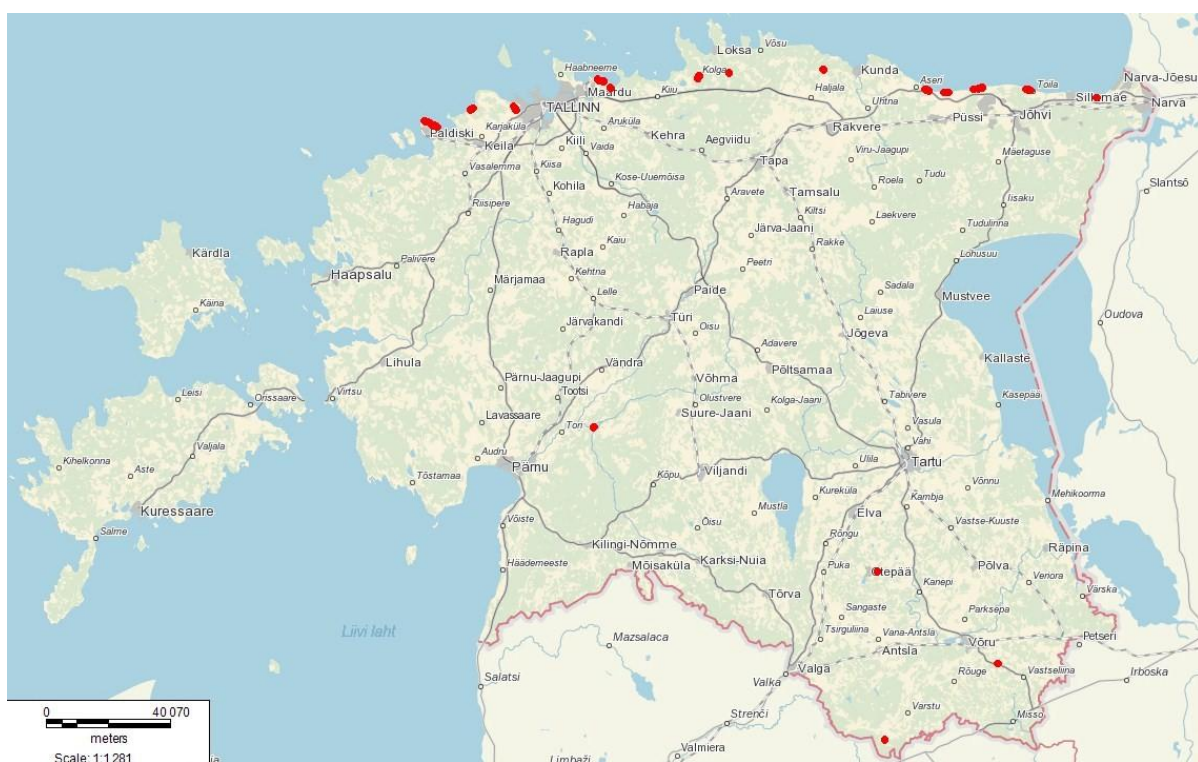 Loksa
Võsu
Haabneeme
Kolga
Kunda
Aseri
Toila
Narva-Jõesu
Maardu
Kiiu
Haljala
Sillamäe
TALLINN
Uhtna
Narva
Püssi
Jõhvi
Paldiski
Karjaküla
Aruküla
Rakvere
Keila
Kiili
Kehra
Aegviidu
Vaida
Viru-Jaagupi
Mäetaguse
Tapa
Vasalemma
Kiisa
Kose-Uuemõisa
Roela
Tudu
Slantsõ
Kohila
Aravete
Tamsalu
Iisaku
Riisipere
Habaja
Kiltsi
Hagudi
Laekvere
Tudulinna
Järva-Jaani
Kärdla
Rapla
Kaiu
Rakke
Lohusuu
Palivere
Haapsalu
Peetri
Kehtna
Märjamaa
Sadala
Käina
Lelle
Paide
Mustvee
Türi
Laiuse
Oudova
Järvakandi
Oisu
Jõgeva
Adavere
Kallaste
Lihula
Vändra
Põltsamaa
Pärnu-Jaagupi
Võhma
Leisi
Virtsu
Tootsi
Orissaare
Olustvere
Kolga-Jaani
Tabivere
Kasepää
Lavassaare
Suure-Jaani
Tori
Vasula
Valjala
Vahi
Kihelkonna
Audru
Ulila
Tartu
Aste
Pärnu
Viljandi
Tõstamaa
Kõpu
Võnnu
Kureküla
Kambja
Mehikoorma
Kuressaare
Mustla
Elva
Võiste
Õisu
Vastse-Kuuste
Salme
Kilingi-Nõmme
Rõngu
Räpina
Häädemeeste
Karksi-Nuia
Mõisaküla
Puka
Otepää
Põlva
Kanepi
Veriora
Tõrva
Värska
Sangaste
Parksepa
Liivi laht
Tsirguliina
Vana-Antsla
Mazsalaca
Võru
Petseri
Antsla
Valga
Rõuge
Vastseliina
Irboska
Salatsi
Valka
Varstu
Strenči
Misso
0 40 070
meters
Valmiera
Scale: 1:1 281
Limbaži